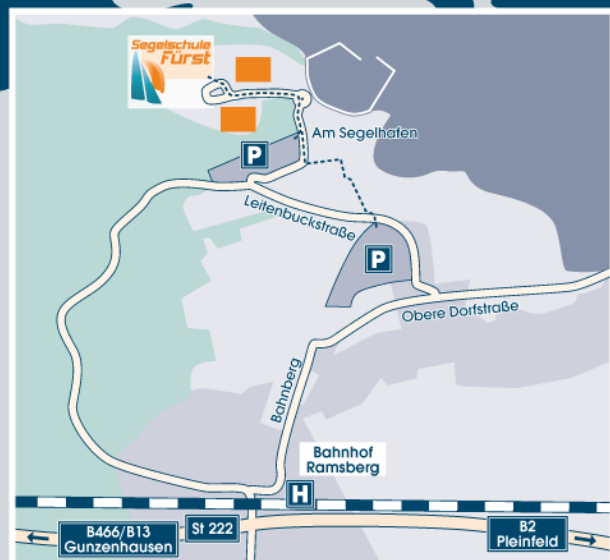 Segelschule
Fürst
Am Segelhafen
P
Leitenbuckstraße
P
Obere Dorfstraße
Bahnberg
Bahnhof
Ramsberg
H
B466/B13
Gunzenhausen
St 222
B2
Pleinfeld